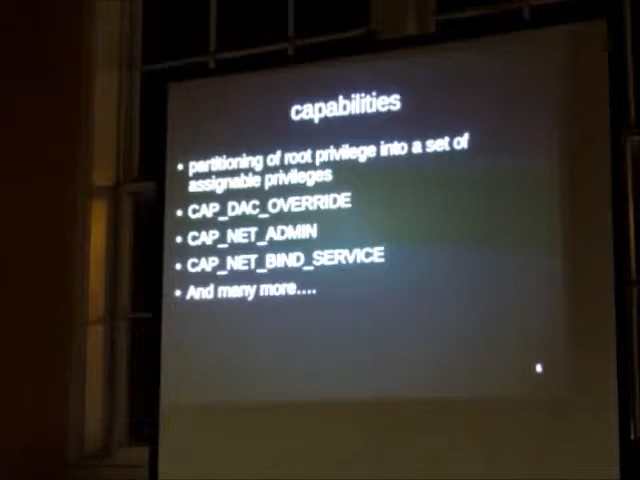 capabilities
• partitioning of root privilege into a set of
assignable privileges
• CAP_DAC_OVERRIDE
• CAP_NET_ADMIN
• CAP_NET_BIND_SERVICE
• And many more....